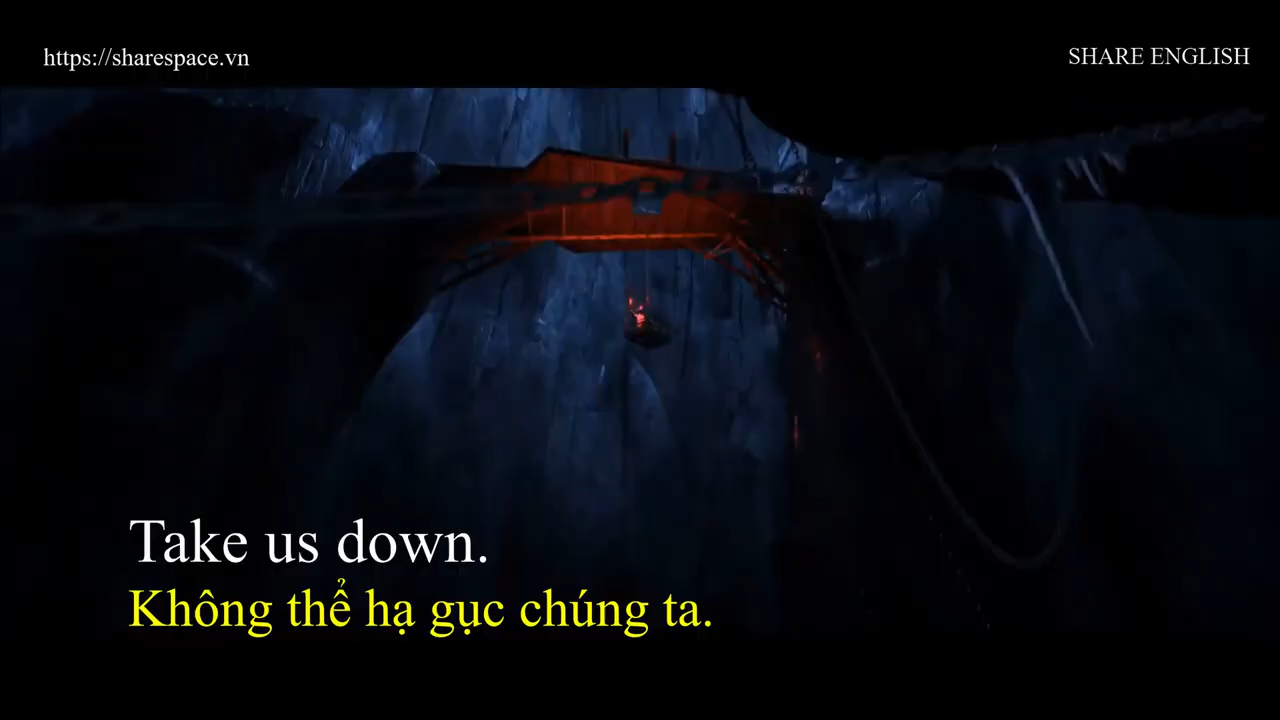 https://sharespace.vn
SHARE ENGLISH
Take us down.
Không thể hạ gục chúng ta.